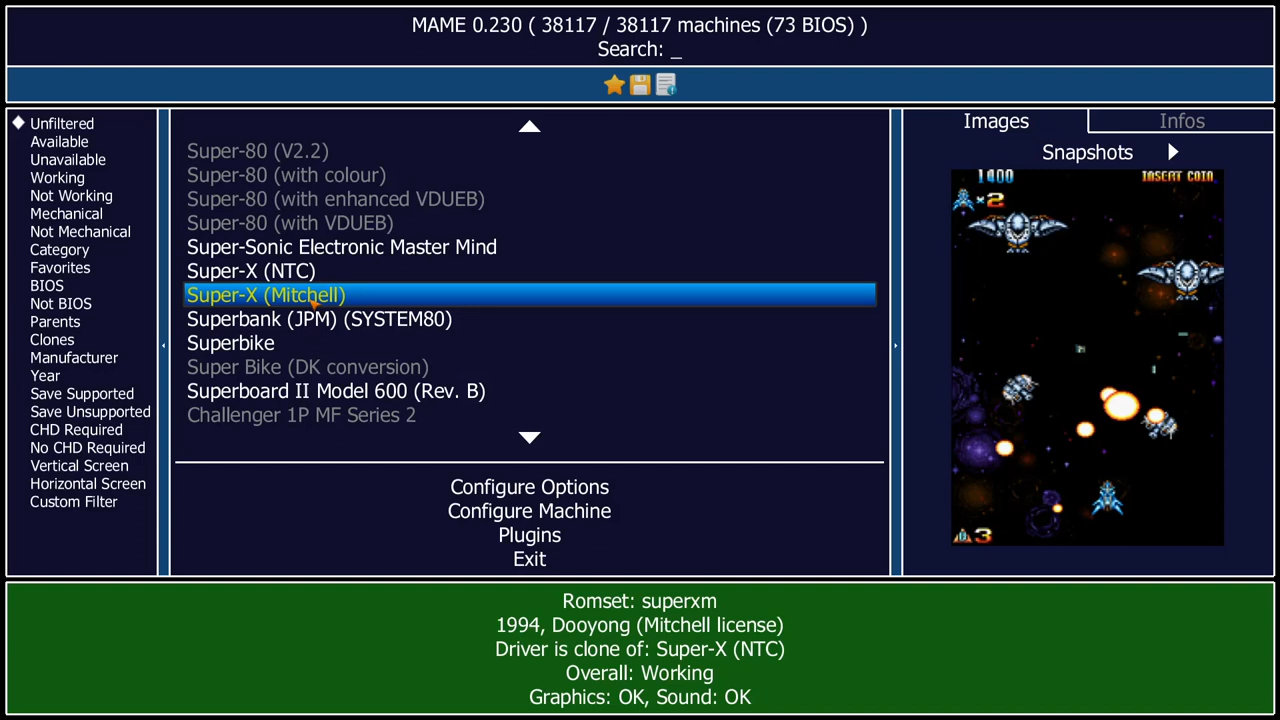 MAME 0.230 ( 38117 / 38117 machines (73 BIOS) )
Search: _
Unfiltered
Available
Unavailable
Working
Not Working
Mechanical
Not Mechanical
Category
Favorites
BIOS
Not BIOS
Parents
Clones
Manufacturer
Year
Save Supported
Save Unsupported
CHD Required
No CHD Required
Vertical Screen
Horizontal Screen
Custom Filter
Super-80 (V2.2)
Super-80 (with colour)
Super-80 (with enhanced VDUEB)
Super-80 (with VDUEB)
Super-Sonic Electronic Master Mind
Super-X (NTC)
Super-X (Mitchell)
Superbank (JPM) (SYSTEM80)
Superbike
Super Bike (DK conversion)
Superboard II Model 600 (Rev. B)
Challenger 1P MF Series 2
Configure Options
Configure Machine
Plugins
Exit
Images
Infos
Snapshots
1400
INSERT COIN
×2
3
Romset: superxm
1994, Dooyong (Mitchell license)
Driver is clone of: Super-X (NTC)
Overall: Working
Graphics: OK, Sound: OK